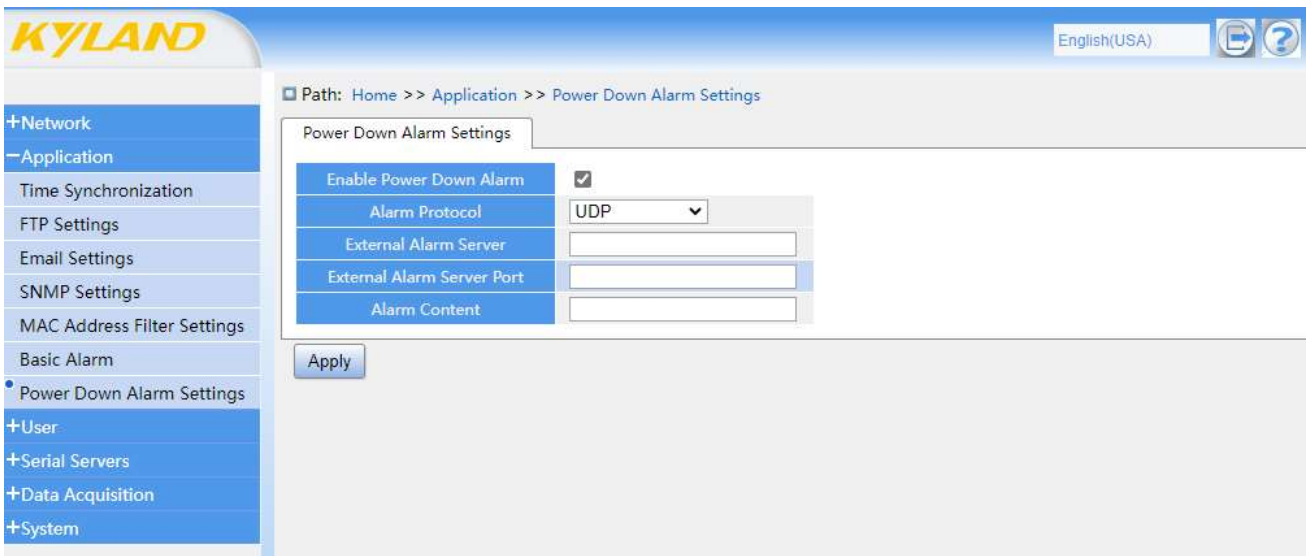 KYLAND
English(USA)
Path: Home >> Application >> Power Down Alarm Settings
+Network
−Application
Time Synchronization
FTP Settings
Email Settings
SNMP Settings
MAC Address Filter Settings
Basic Alarm
Power Down Alarm Settings
+User
+Serial Servers
+Data Acquisition
+System
Power Down Alarm Settings
Enable Power Down Alarm
Alarm Protocol UDP
External Alarm Server
External Alarm Server Port
Alarm Content
Apply